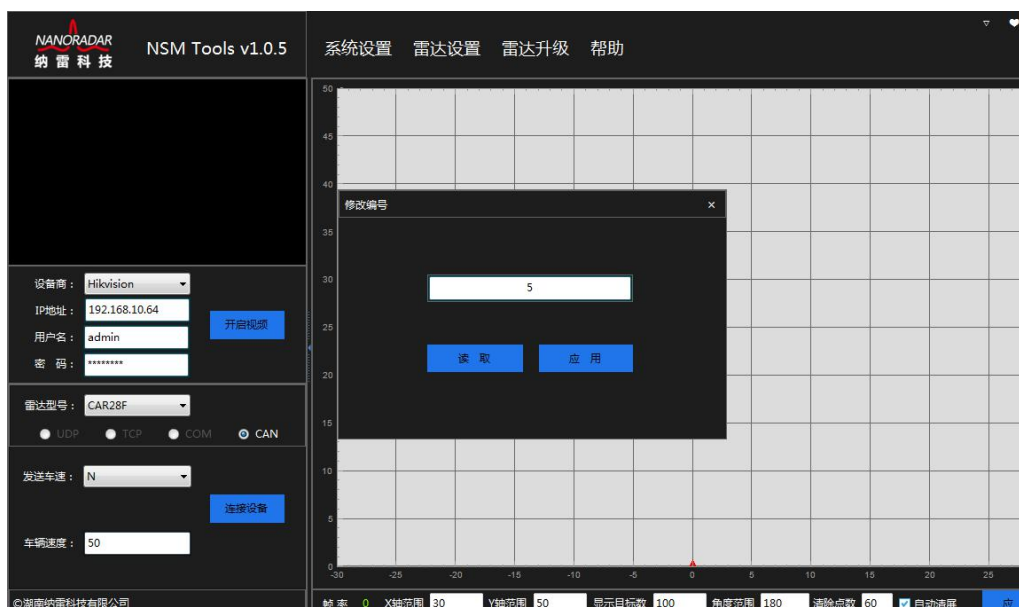 NANORADAR
纳雷科技
NSM Tools v1.0.5
系统设置 雷达设置 雷达升级 帮助
设备商： Hikvision
IP地址： 192.168.10.64
用户名： admin
密 码： ********
开启视频
雷达型号： CAR28F
UDP TCP COM CAN
发送车速： N
连接设备
车辆速度： 50
©湖南纳雷科技有限公司
修改编号 ×
5
读 取 应 用
50
45
40
35
30
25
20
15
10
5
0
-30 -25 -20 -15 -10 -5 0 5 10 15 20 25
帧 率 0 X轴范围 30 Y轴范围 50 显示目标数 100 角度范围 180 清除点数 60 自动清屏 应